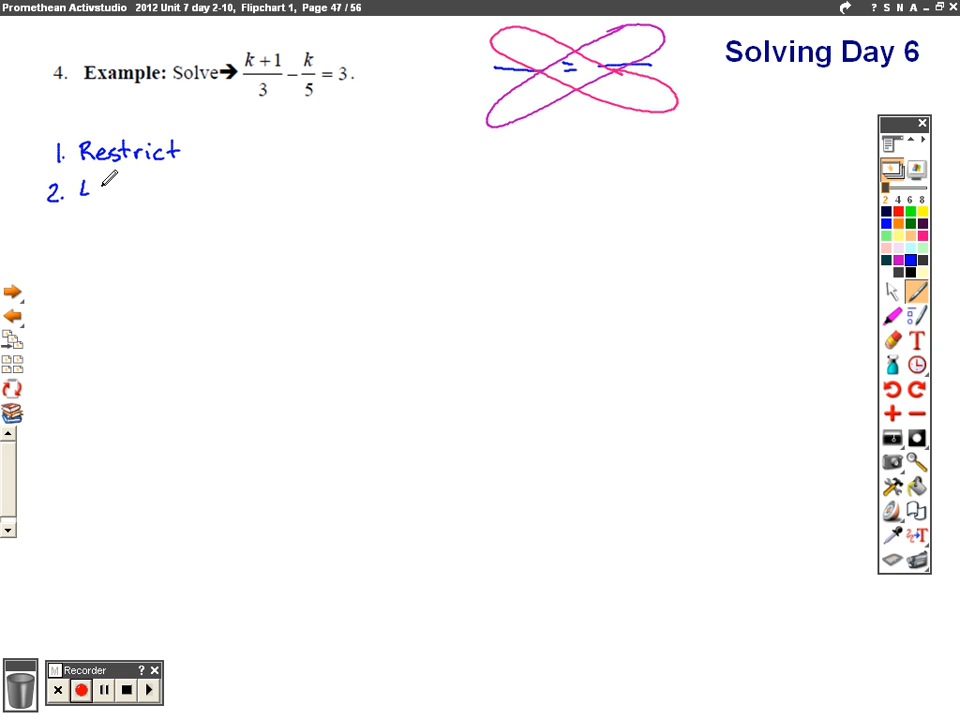 Promethean Activstudio 2012 Unit 7 day 2-10, Flipchart 1, Page 47 / 56
? S N A
Solving Day 6
4. Example: Solve➔ (k + 1)/3 − k/5 = 3.
1. Restrict
2. L
2 4 6 8
T
T
M Recorder ? ×